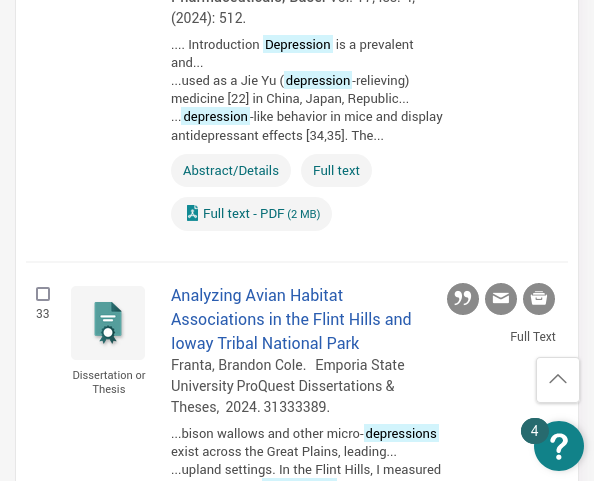 (2024): 512.
.... Introduction Depression is a prevalent
and...
...used as a Jie Yu (depression-relieving)
medicine [22] in China, Japan, Republic...
...depression-like behavior in mice and display
antidepressant effects [34,35]. The...
Abstract/Details
Full text
Full text - PDF (2 MB)
33
Dissertation or
Thesis
Analyzing Avian Habitat
Associations in the Flint Hills and
Ioway Tribal National Park
Full Text
Franta, Brandon Cole. Emporia State
University ProQuest Dissertations &
Theses, 2024. 31333389.
...bison wallows and other micro-depressions
exist across the Great Plains, leading...
...upland settings. In the Flint Hills, I measured
4
?